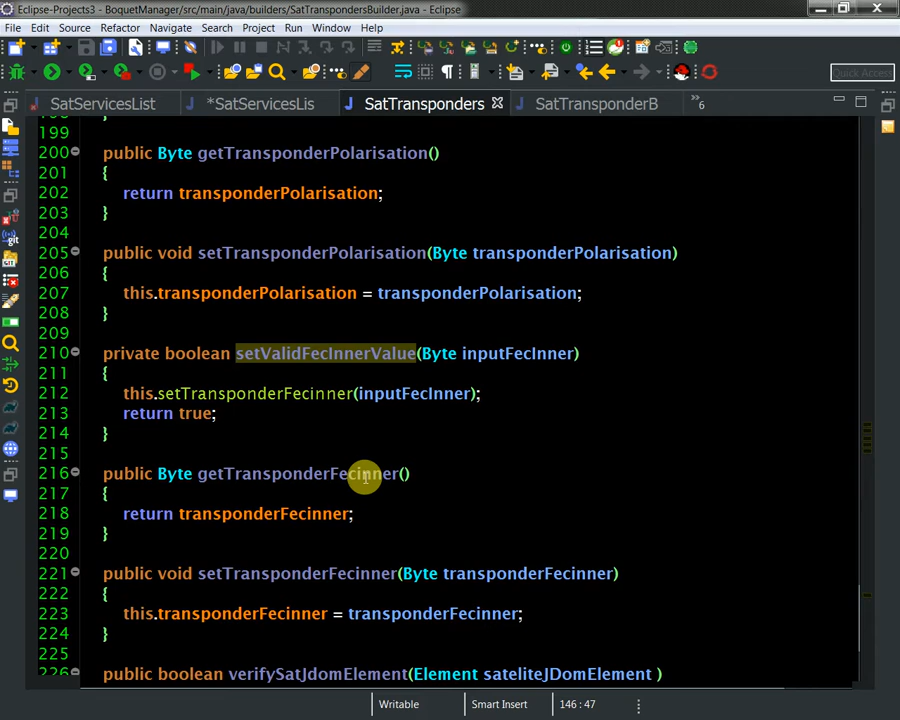 Eclipse-Projects3 - BoquetManager/src/main/java/builders/SatTranspondersBuilder.java - Eclipse
File Edit Source Refactor Navigate Search Project Run Window Help
Quick Access
SatServicesList *SatServicesLis SatTransponders SatTransponderB »6
199
200 public Byte getTransponderPolarisation()
201 {
202 return transponderPolarisation;
203 }
204
205 public void setTransponderPolarisation(Byte transponderPolarisation)
206 {
207 this.transponderPolarisation = transponderPolarisation;
208 }
209
210 private boolean setValidFecInnerValue(Byte inputFecInner)
211 {
212 this.setTransponderFecinner(inputFecInner);
213 return true;
214 }
215
216 public Byte getTransponderFecinner()
217 {
218 return transponderFecinner;
219 }
220
221 public void setTransponderFecinner(Byte transponderFecinner)
222 {
223 this.transponderFecinner = transponderFecinner;
224 }
225
226 public boolean verifySatJdomElement(Element sateliteJDomElement )
Writable Smart Insert 146 : 47